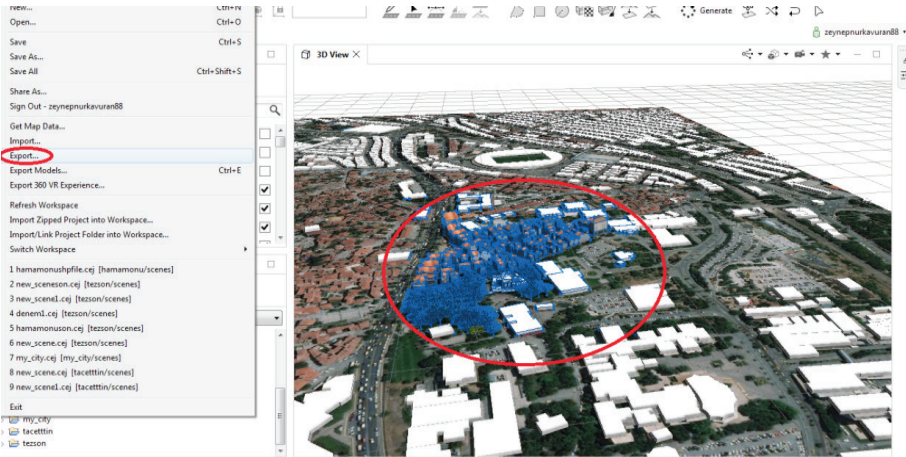 New... Ctrl+N
Open... Ctrl+O
Save Ctrl+S
Save As...
Save All Ctrl+Shift+S
Share As...
Sign Out - zeynepnurkavuran88
Get Map Data...
Import...
Export...
Export Models... Ctrl+E
Export 360 VR Experience...
Refresh Workspace
Import Zipped Project into Workspace...
Import/Link Project Folder into Workspace...
Switch Workspace
1 hamamonushpfile.cej [hamamonu/scenes]
2 new_sceneson.cej [tezson/scenes]
3 new_scene1.cej [tezson/scenes]
4 denem1.cej [tezson/scenes]
5 hamamonuson.cej [tezson/scenes]
6 new_scene.cej [tezson/scenes]
7 my_city.cej [my_city/scenes]
8 new_scene.cej [tacetttin/scenes]
9 new_scene1.cej [tacetttin/scenes]
Exit
my_city
tacetttin
tezson
Generate
zeynepnurkavuran88
3D View